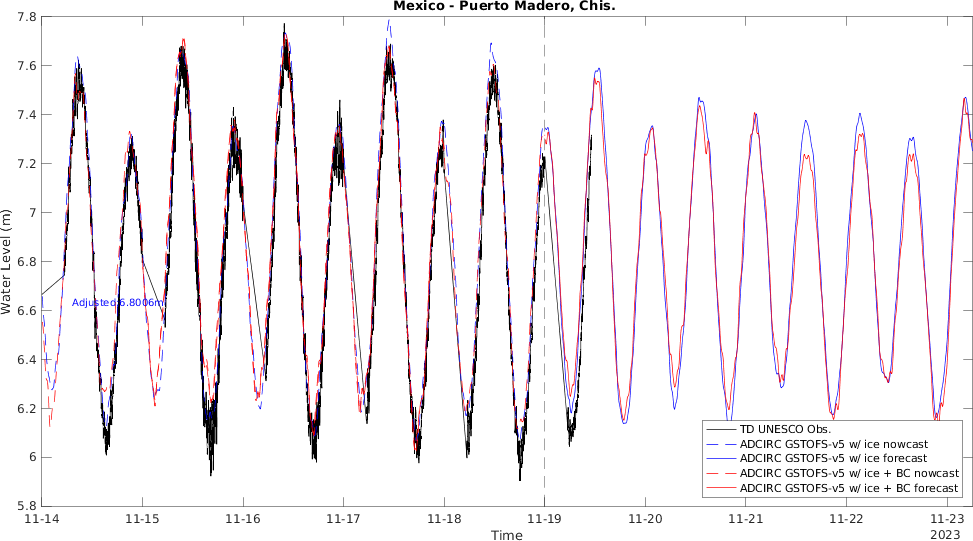 Mexico - Puerto Madero, Chis.
7.8
7.6
7.4
7.2
7
6.8
6.6
6.4
6.2
6
5.8
Water Level (m)
Adjusted:6.8006m
TD UNESCO Obs.
ADCIRC GSTOFS-v5 w/ ice nowcast
ADCIRC GSTOFS-v5 w/ ice forecast
ADCIRC GSTOFS-v5 w/ ice + BC nowcast
ADCIRC GSTOFS-v5 w/ ice + BC forecast
11-14 11-15 11-16 11-17 11-18 11-19 11-20 11-21 11-22 11-23
2023
Time